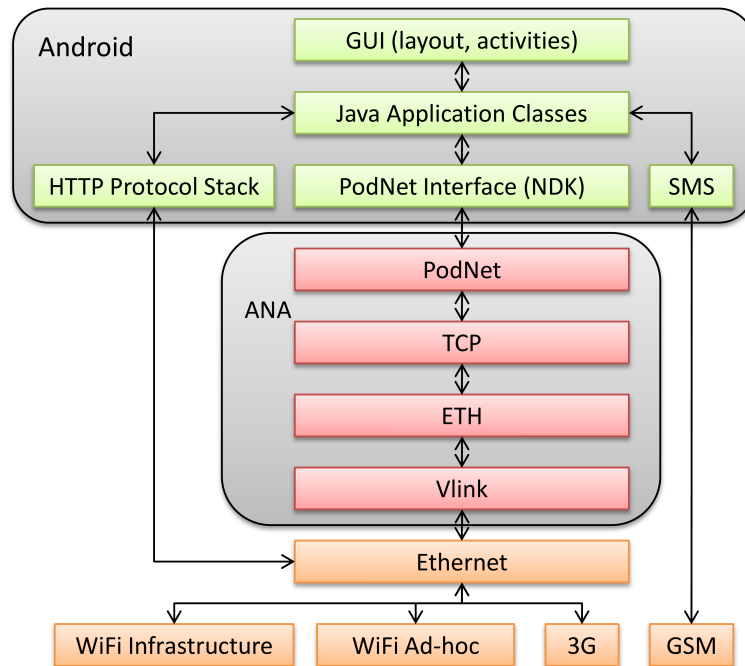 Android
GUI (layout, activities)
Java Application Classes
HTTP Protocol Stack
PodNet Interface (NDK)
SMS
ANA
PodNet
TCP
ETH
Vlink
Ethernet
WiFi Infrastructure
WiFi Ad-hoc
3G
GSM